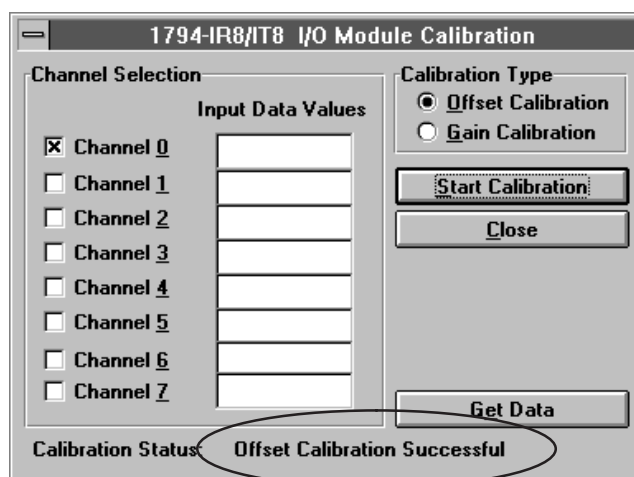 1794-IR8/IT8 I/O Module Calibration
Channel Selection
Input Data Values
Channel 0
Channel 1
Channel 2
Channel 3
Channel 4
Channel 5
Channel 6
Channel 7
Calibration Type
Offset Calibration
Gain Calibration
Start Calibration
Close
Get Data
Calibration Status: Offset Calibration Successful